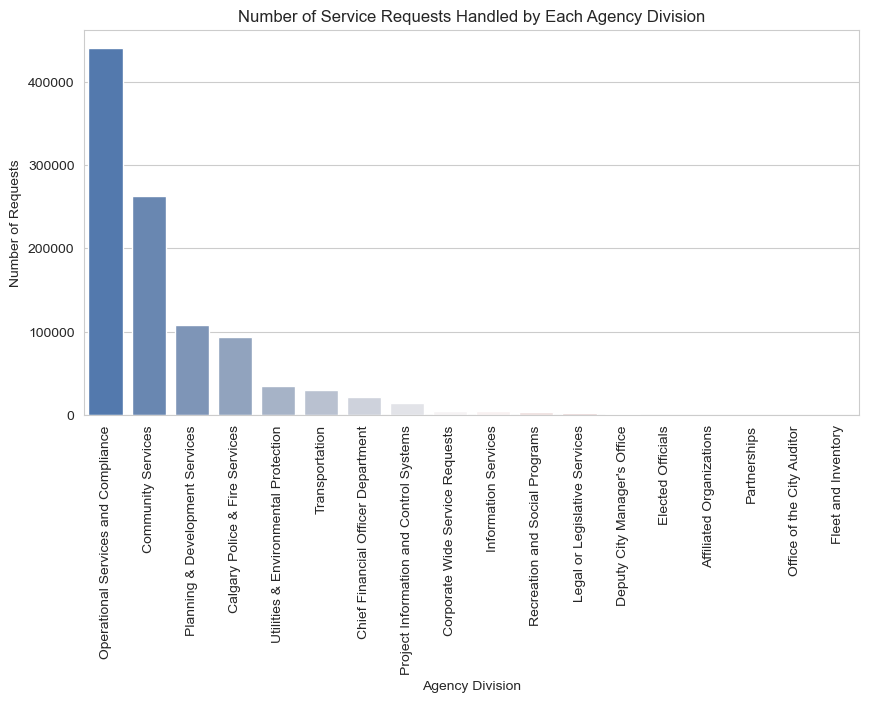 Number of Service Requests Handled by Each Agency Division
Number of Requests
400000
300000
200000
100000
0
Operational Services and Compliance
Community Services
Planning & Development Services
Calgary Police & Fire Services
Utilities & Environmental Protection
Transportation
Chief Financial Officer Department
Project Information and Control Systems
Corporate Wide Service Requests
Information Services
Recreation and Social Programs
Legal or Legislative Services
Deputy City Manager's Office
Elected Officials
Affiliated Organizations
Partnerships
Office of the City Auditor
Fleet and Inventory
Agency Division